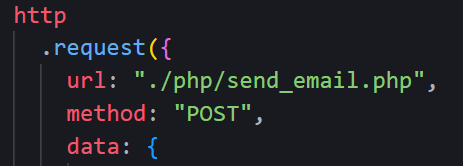 http
.request({
url: "./php/send_email.php",
method: "POST",
data: {